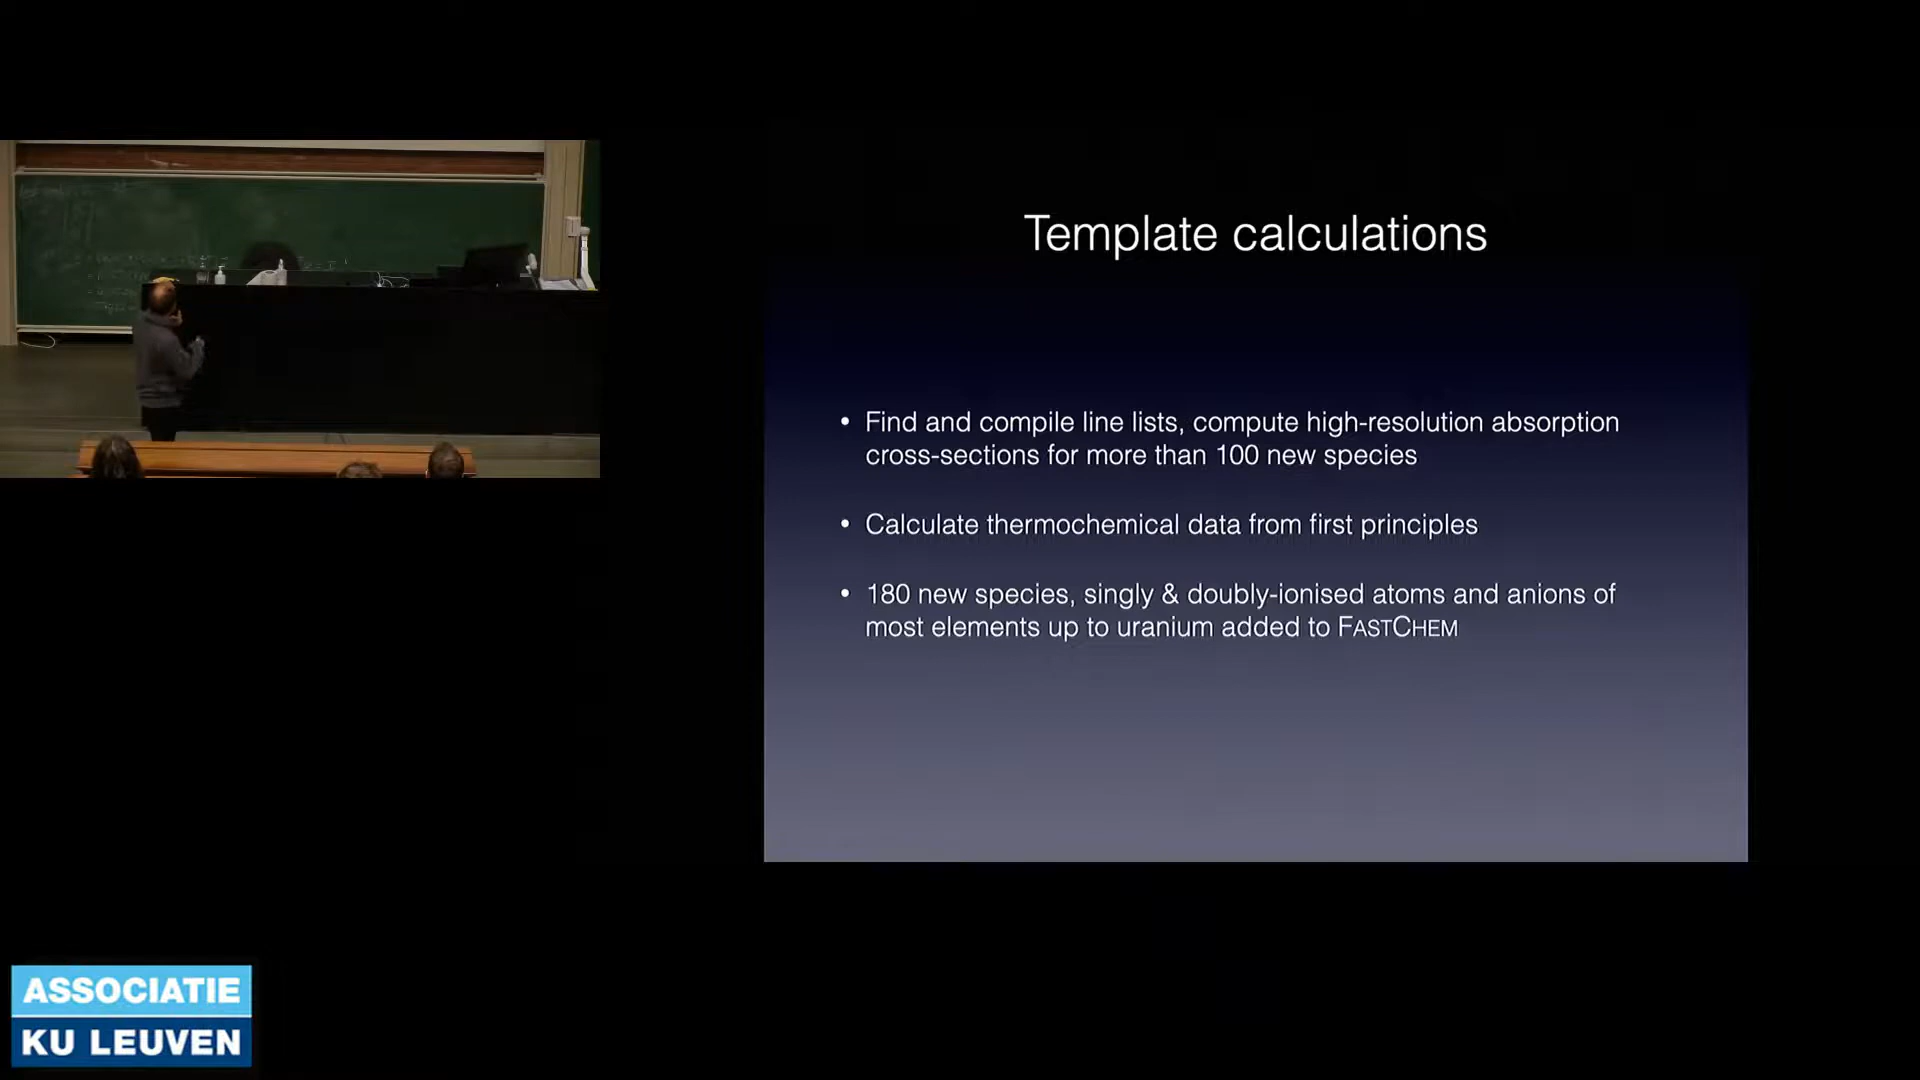 Template calculations
• Find and compile line lists, compute high-resolution absorption
cross-sections for more than 100 new species
• Calculate thermochemical data from first principles
• 180 new species, singly & doubly-ionised atoms and anions of
most elements up to uranium added to FASTCHEM
ASSOCIATIE
KU LEUVEN